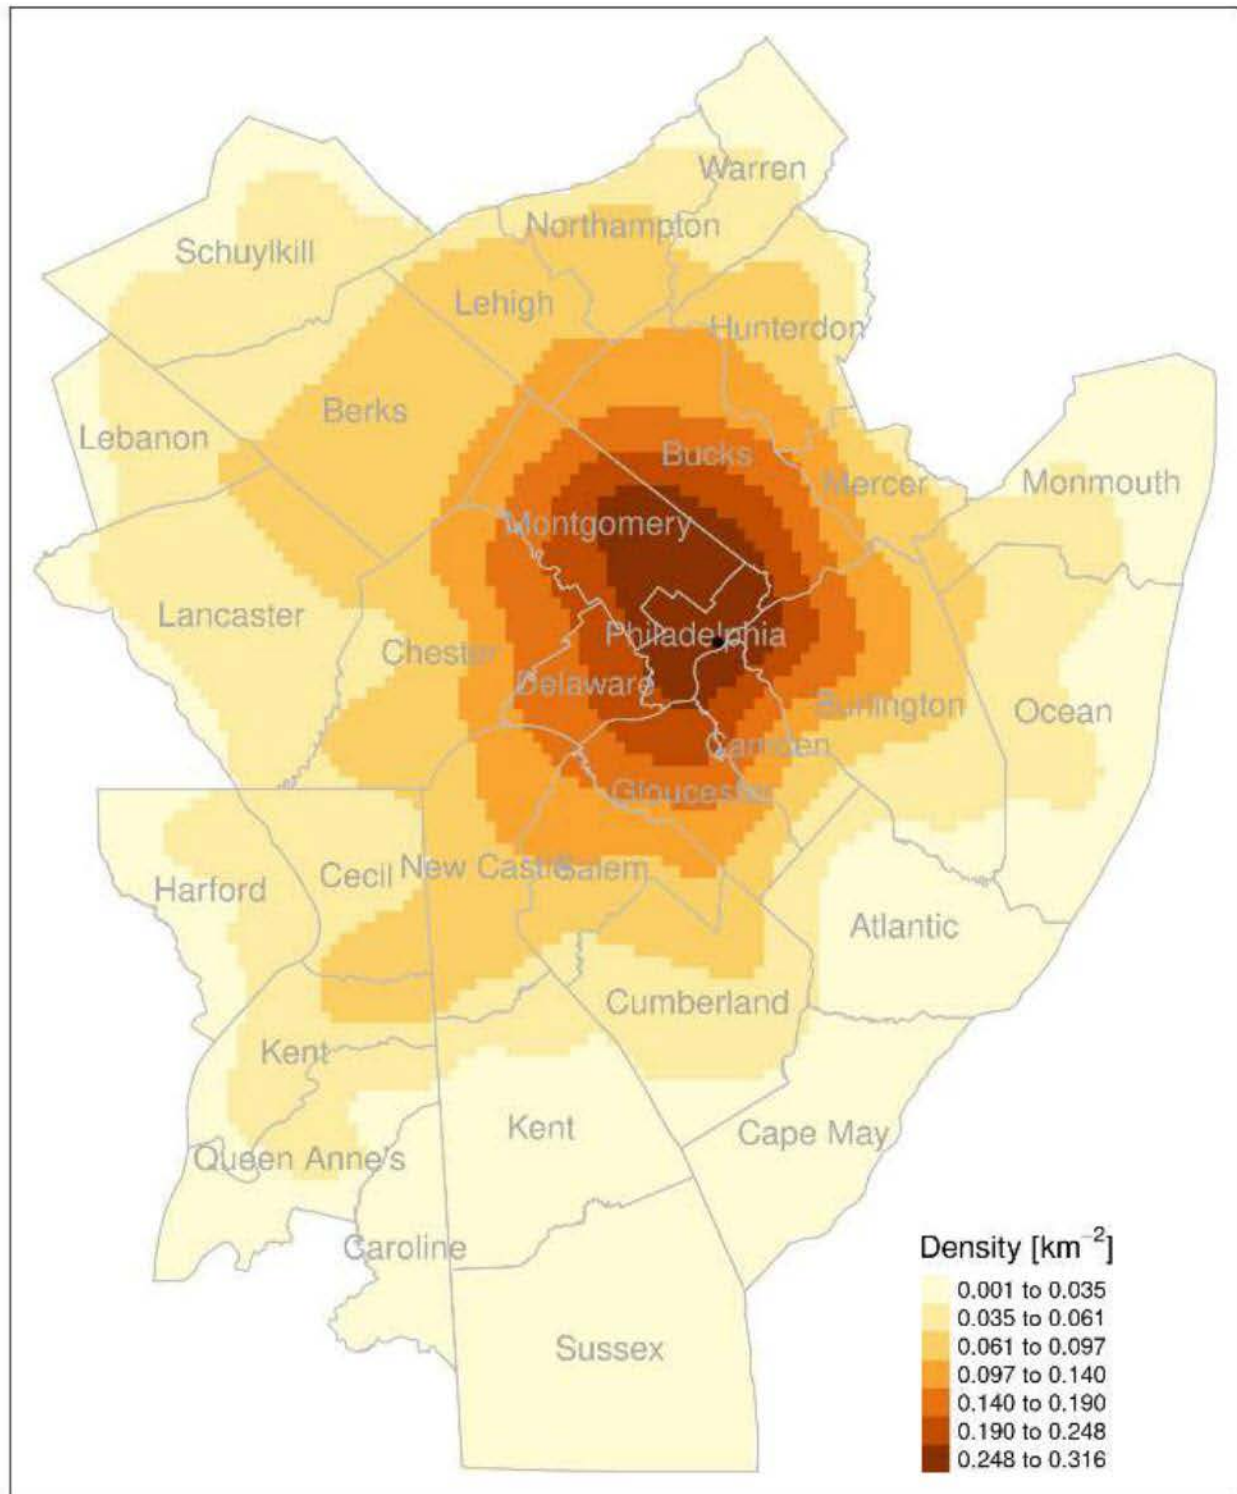 Warren
Northampton
Schuylkill
Lehigh
Hunterdon
Berks
Lebanon
Bucks
Mercer
Monmouth
Montgomery
Lancaster
Philadelphia
Chester
Delaware
Burlington
Ocean
Camden
Gloucester
Harford
Cecil
New Castle
Salem
Atlantic
Cumberland
Kent
Kent
Cape May
Queen Anne's
Caroline
Sussex
Density [km⁻²]
0.001 to 0.035
0.035 to 0.061
0.061 to 0.097
0.097 to 0.140
0.140 to 0.190
0.190 to 0.248
0.248 to 0.316